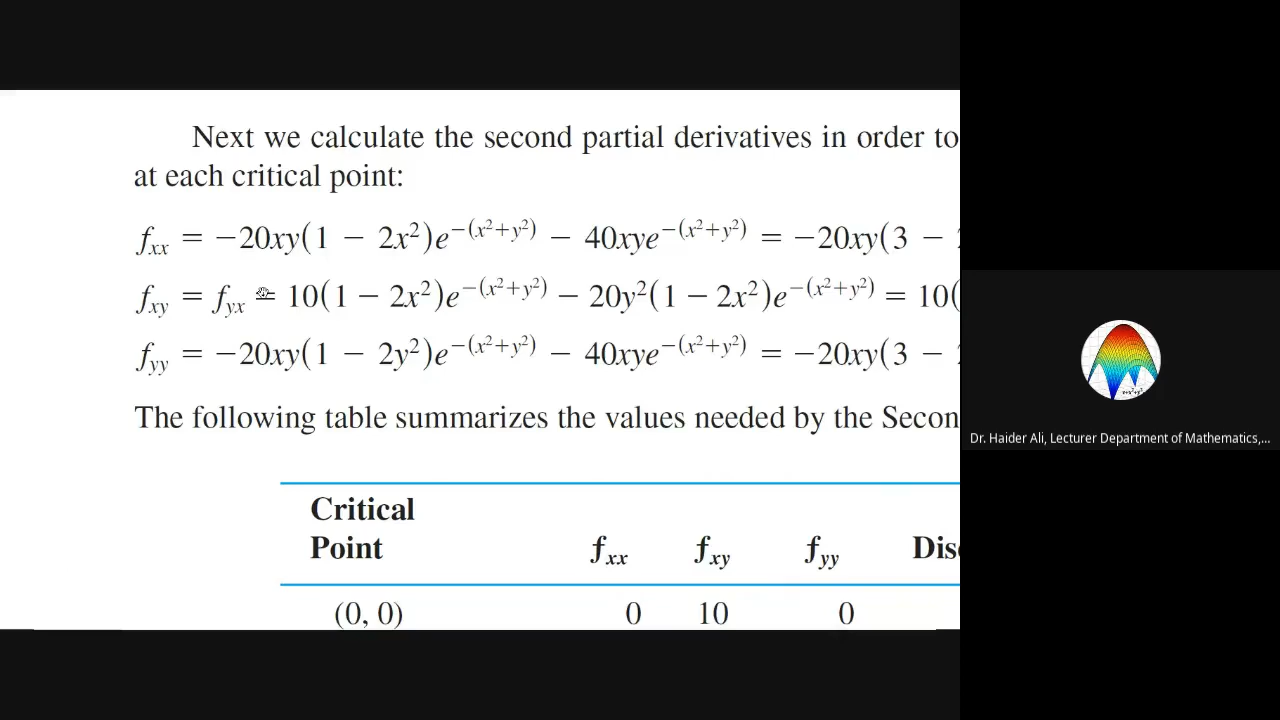 Next we calculate the second partial derivatives in order to
at each critical point:
fₓₓ = −20xy(1 − 2x²)e^−(x²+y²) − 40xye^−(x²+y²) = −20xy(3 −
f_xy = f_yx = 10(1 − 2x²)e^−(x²+y²) − 20y²(1 − 2x²)e^−(x²+y²) = 10(
f_yy = −20xy(1 − 2y²)e^−(x²+y²) − 40xye^−(x²+y²) = −20xy(3 −
The following table summarizes the values needed by the Secon
Critical
Point f_xx f_xy f_yy Disc
(0, 0) 0 10 0
Dr. Haider Ali, Lecturer Department of Mathematics,...